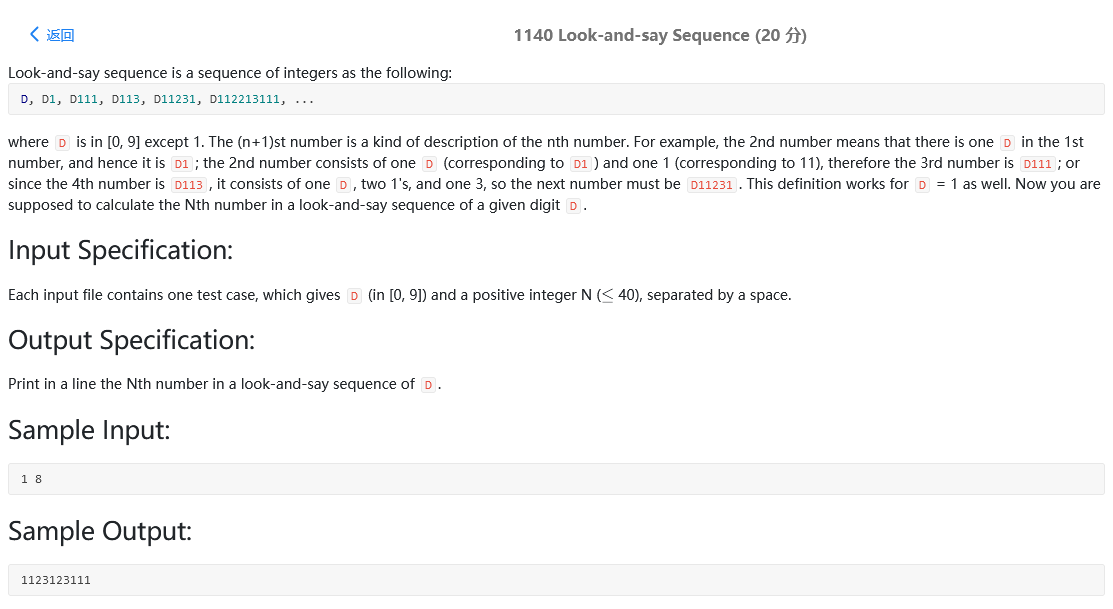 返回
1140 Look-and-say Sequence (20 分)
Look-and-say sequence is a sequence of integers as the following:
D, D1, D111, D113, D11231, D112213111, ...
where D is in [0, 9] except 1. The (n+1)st number is a kind of description of the nth number. For example, the 2nd number means that there is one D in the 1st
number, and hence it is D1; the 2nd number consists of one D (corresponding to D1) and one 1 (corresponding to 11), therefore the 3rd number is D111; or
since the 4th number is D113, it consists of one D, two 1's, and one 3, so the next number must be D11231. This definition works for D = 1 as well. Now you are
supposed to calculate the Nth number in a look-and-say sequence of a given digit D.
Input Specification:
Each input file contains one test case, which gives D (in [0, 9]) and a positive integer N (≤ 40), separated by a space.
Output Specification:
Print in a line the Nth number in a look-and-say sequence of D.
Sample Input:
1 8
Sample Output:
1123123111